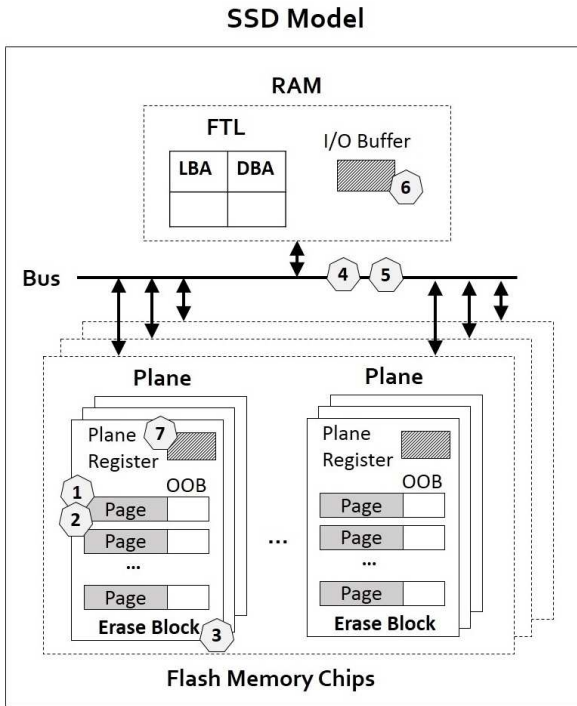 SSD Model
RAM
FTL
I/O Buffer
LBA DBA
6
Bus
4 5
Plane Plane
Plane 7
Register
Plane
Register
OOB
OOB
1
Page
2
Page
...
Page
Page
Page
...
Page
...
Erase Block 3
Erase Block
Flash Memory Chips